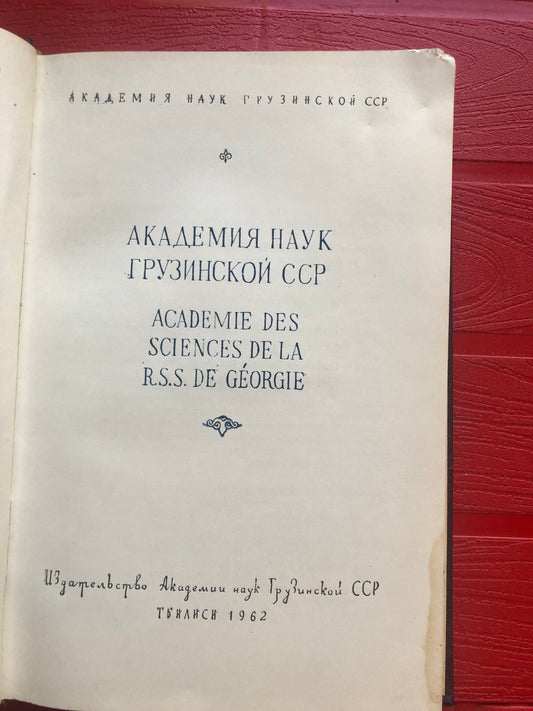 АКАДЕМИЯ НАУК ГРУЗИНСКОЙ ССР
АКАДЕМИЯ НАУК
ГРУЗИНСКОЙ ССР
ACADEMIE DES
SCIENCES DE LA
R.S.S. DE GÉORGIE
Издательство Академии наук Грузинской ССР
ТБИЛИСИ 1962